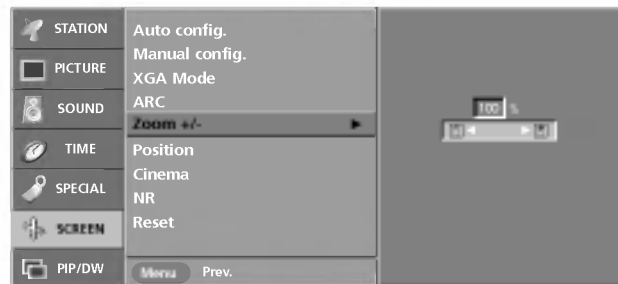 STATION
PICTURE
SOUND
TIME
SPECIAL
SCREEN
PIP/DW
Auto config.
Manual config.
XGA Mode
ARC
Zoom +/-
Position
Cinema
NR
Reset
Menu Prev.
100 %